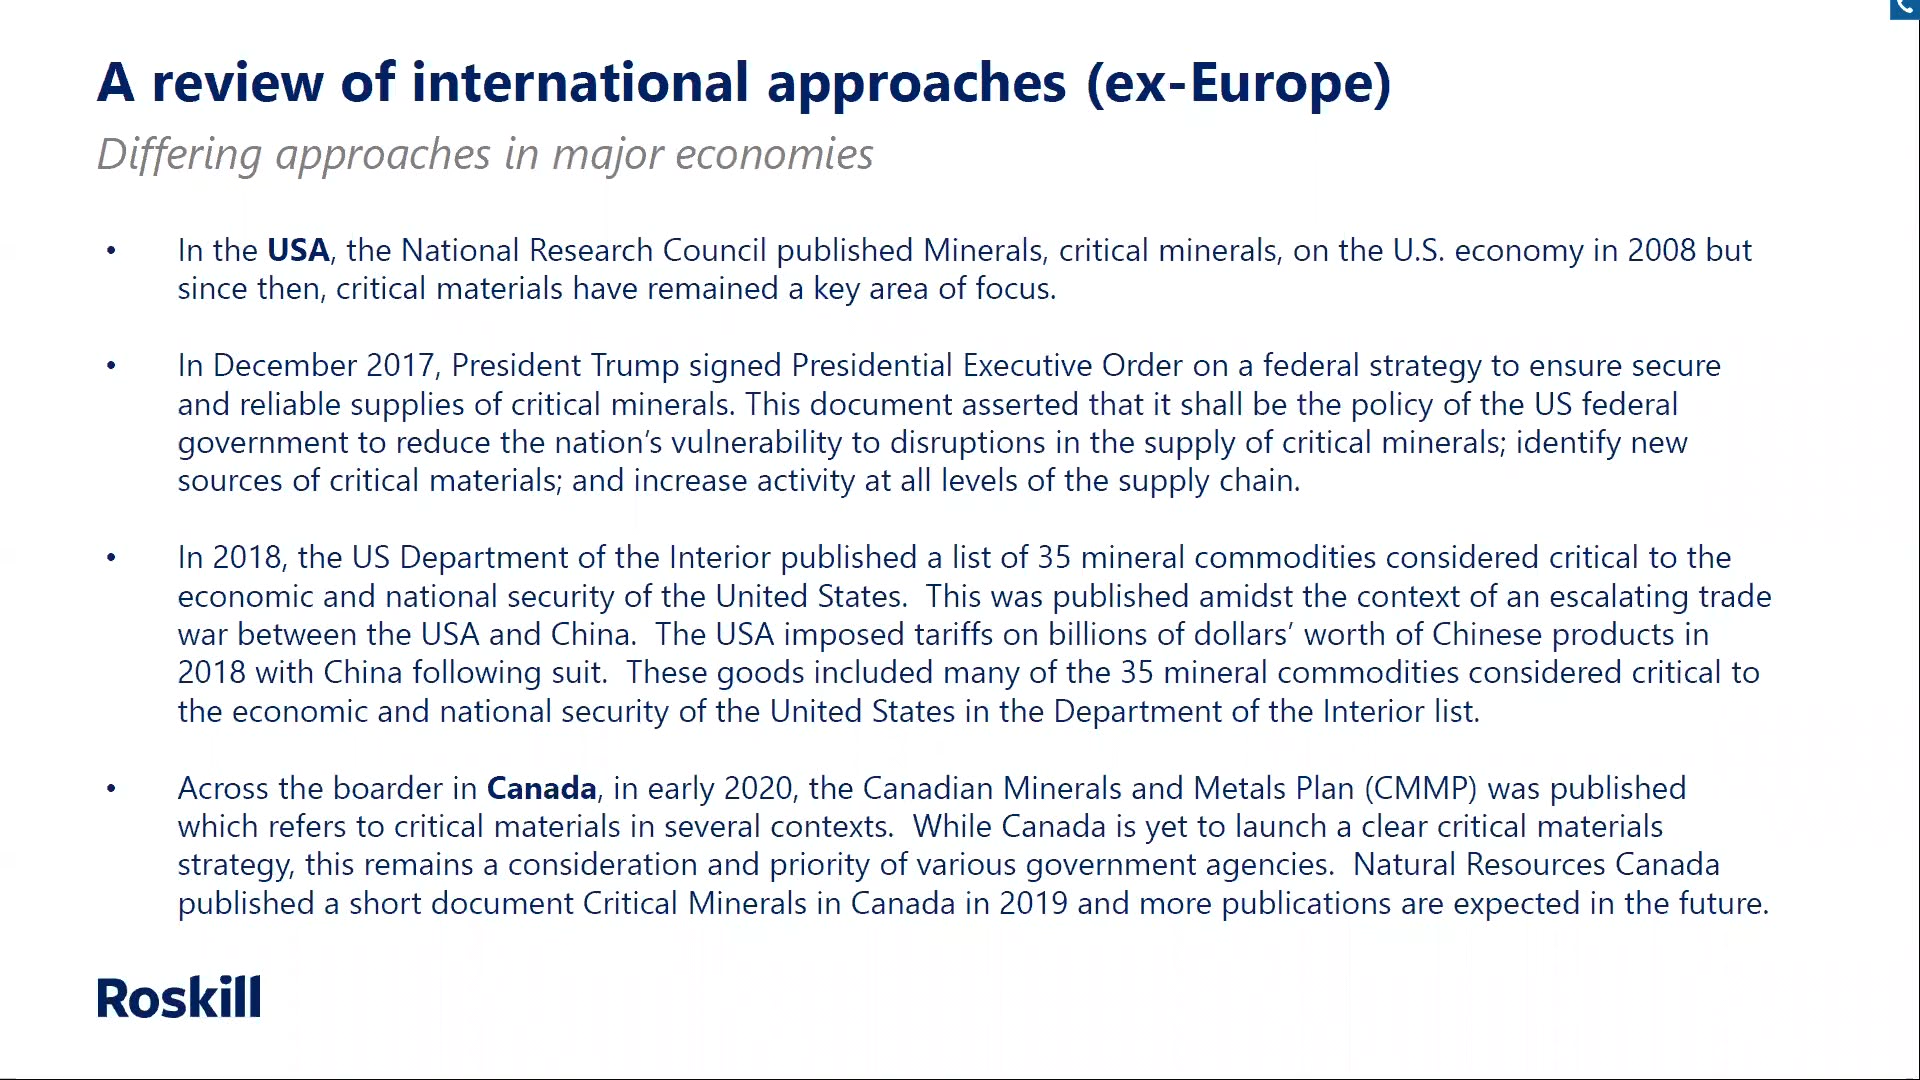 A review of international approaches (ex-Europe)
Differing approaches in major economies
• In the USA, the National Research Council published Minerals, critical minerals, on the U.S. economy in 2008 but
since then, critical materials have remained a key area of focus.
• In December 2017, President Trump signed Presidential Executive Order on a federal strategy to ensure secure
and reliable supplies of critical minerals. This document asserted that it shall be the policy of the US federal
government to reduce the nation’s vulnerability to disruptions in the supply of critical minerals; identify new
sources of critical materials; and increase activity at all levels of the supply chain.
• In 2018, the US Department of the Interior published a list of 35 mineral commodities considered critical to the
economic and national security of the United States.  This was published amidst the context of an escalating trade
war between the USA and China.  The USA imposed tariffs on billions of dollars’ worth of Chinese products in
2018 with China following suit.  These goods included many of the 35 mineral commodities considered critical to
the economic and national security of the United States in the Department of the Interior list.
• Across the boarder in Canada, in early 2020, the Canadian Minerals and Metals Plan (CMMP) was published
which refers to critical materials in several contexts.  While Canada is yet to launch a clear critical materials
strategy, this remains a consideration and priority of various government agencies.  Natural Resources Canada
published a short document Critical Minerals in Canada in 2019 and more publications are expected in the future.
Roskill